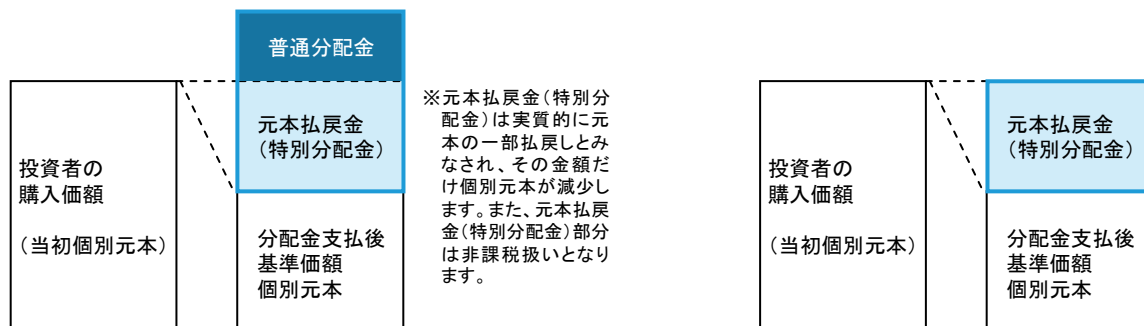 普通分配金
元本払戻金
（特別分配金）
投資者の
購入価額
（当初個別元本）
分配金支払後
基準価額
個別元本
※元本払戻金（特別分
配金）は実質的に元
本の一部払戻しとみ
なされ、その金額だ
け個別元本が減少し
ます。また、元本払戻
金（特別分配金）部分
は非課税扱いとなり
ます。
元本払戻金
（特別分配金）
投資者の
購入価額
（当初個別元本）
分配金支払後
基準価額
個別元本